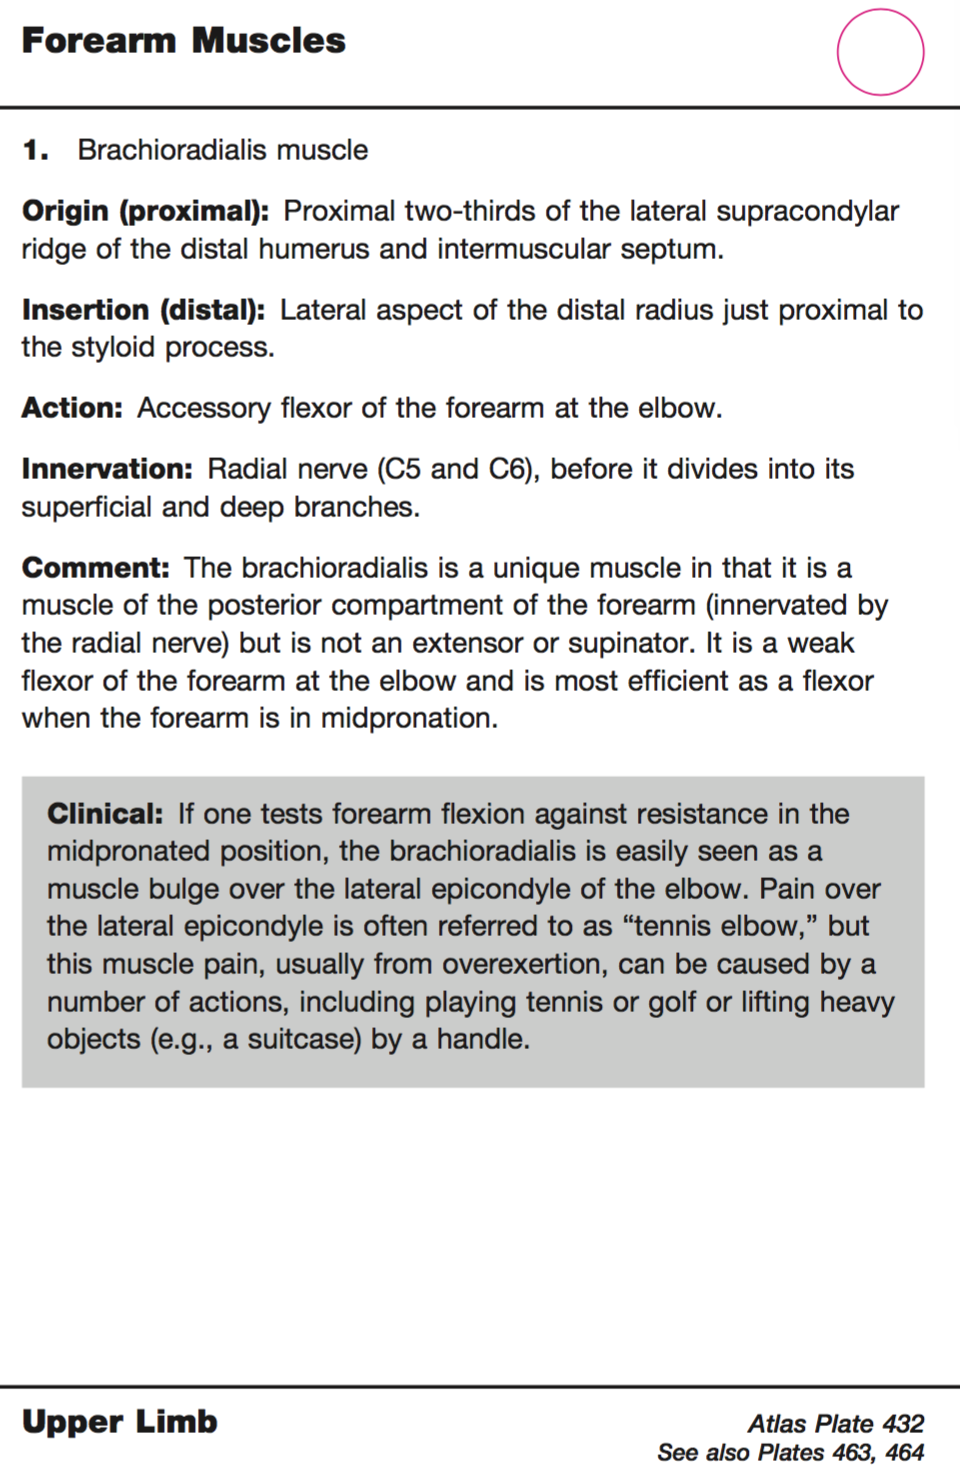 Forearm Muscles
1. Brachioradialis muscle
Origin (proximal): Proximal two-thirds of the lateral supracondylar
ridge of the distal humerus and intermuscular septum.
Insertion (distal): Lateral aspect of the distal radius just proximal to
the styloid process.
Action: Accessory flexor of the forearm at the elbow.
Innervation: Radial nerve (C5 and C6), before it divides into its
superficial and deep branches.
Comment: The brachioradialis is a unique muscle in that it is a
muscle of the posterior compartment of the forearm (innervated by
the radial nerve) but is not an extensor or supinator. It is a weak
flexor of the forearm at the elbow and is most efficient as a flexor
when the forearm is in midpronation.
Clinical: If one tests forearm flexion against resistance in the
midpronated position, the brachioradialis is easily seen as a
muscle bulge over the lateral epicondyle of the elbow. Pain over
the lateral epicondyle is often referred to as “tennis elbow,” but
this muscle pain, usually from overexertion, can be caused by a
number of actions, including playing tennis or golf or lifting heavy
objects (e.g., a suitcase) by a handle.
Upper Limb
Atlas Plate 432
See also Plates 463, 464